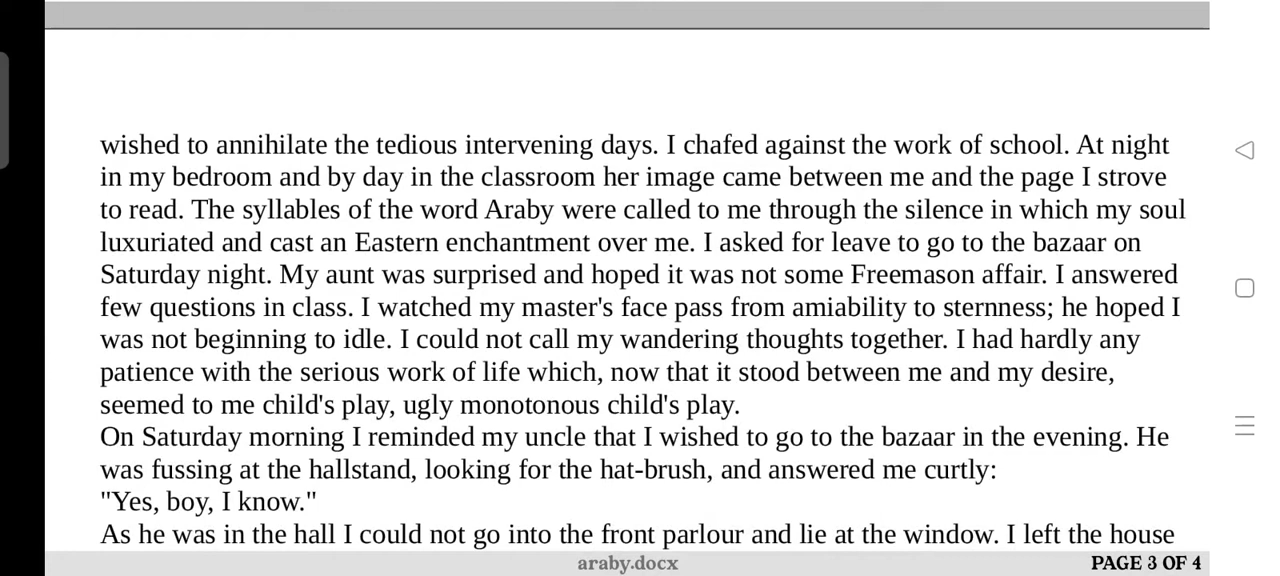 wished to annihilate the tedious intervening days. I chafed against the work of school. At night
in my bedroom and by day in the classroom her image came between me and the page I strove
to read. The syllables of the word Araby were called to me through the silence in which my soul
luxuriated and cast an Eastern enchantment over me. I asked for leave to go to the bazaar on
Saturday night. My aunt was surprised and hoped it was not some Freemason affair. I answered
few questions in class. I watched my master's face pass from amiability to sternness; he hoped I
was not beginning to idle. I could not call my wandering thoughts together. I had hardly any
patience with the serious work of life which, now that it stood between me and my desire,
seemed to me child's play, ugly monotonous child's play.
On Saturday morning I reminded my uncle that I wished to go to the bazaar in the evening. He
was fussing at the hallstand, looking for the hat-brush, and answered me curtly:
"Yes, boy, I know."
As he was in the hall I could not go into the front parlour and lie at the window. I left the house
araby.docx
PAGE 3 OF 4